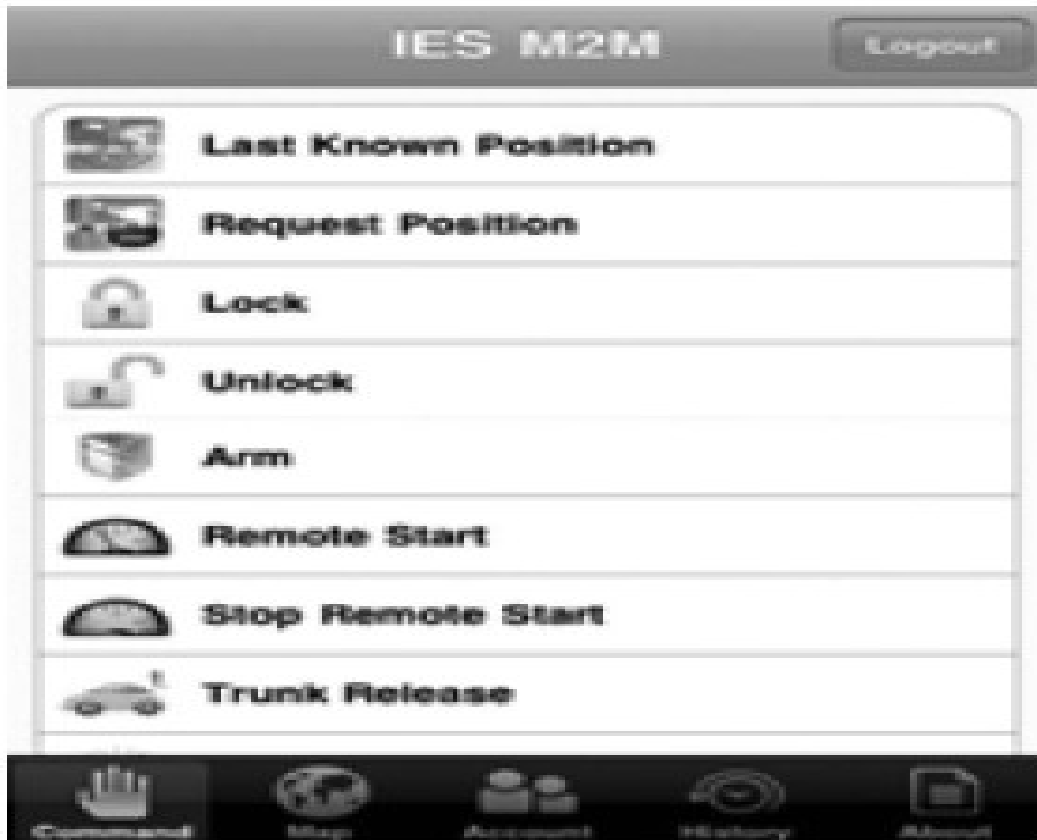 IES M2M
Logout
Last Known Position
Request Position
Lock
Unlock
Arm
Remote Start
Stop Remote Start
Trunk Release
Command
Map
Account
History
About